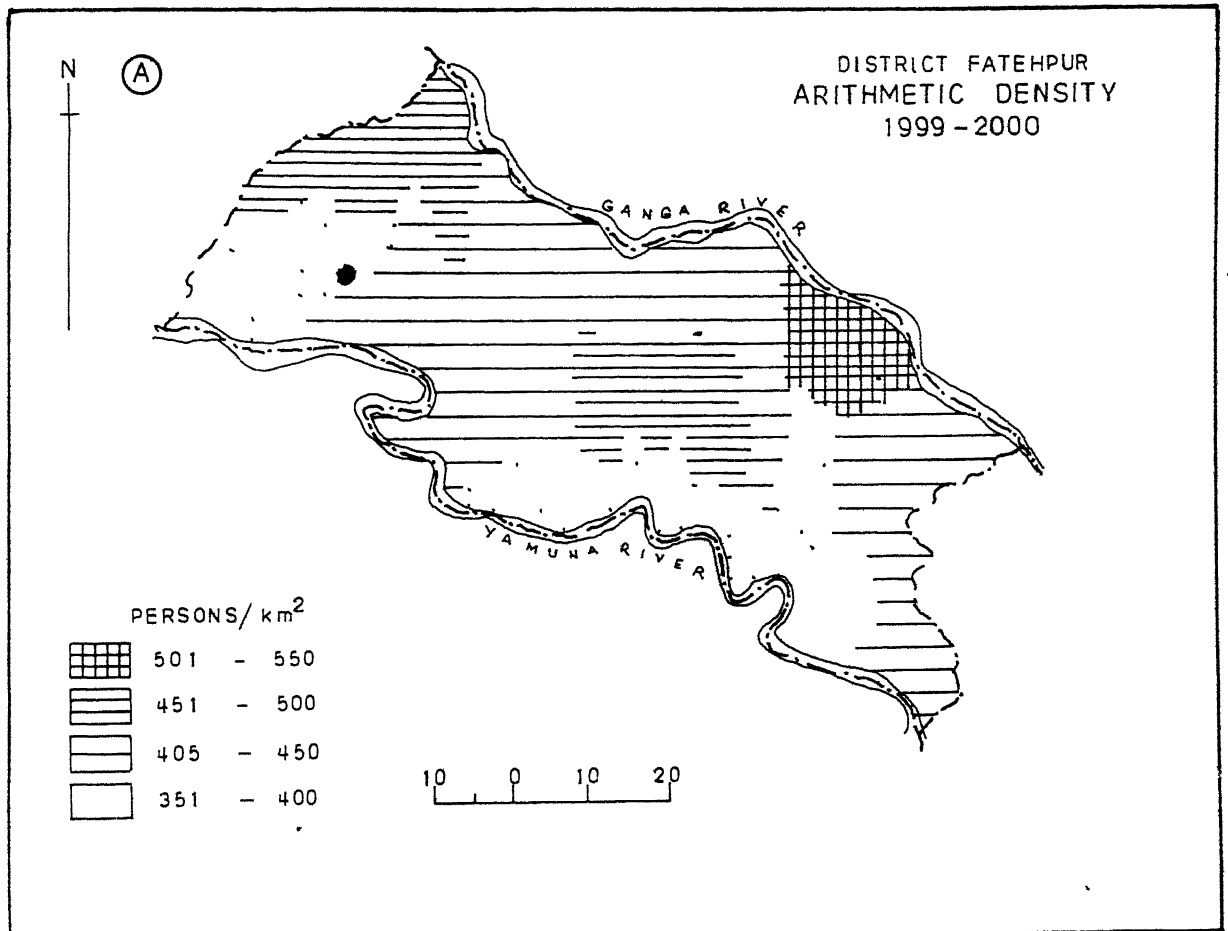 N
A
DISTRICT FATEHPUR
ARITHMETIC DENSITY
1999-2000
GANGA RIVER
YAMUNA RIVER
PERSONS/km²
501 - 550
451 - 500
405 - 450
351 - 400
10 0 10 20